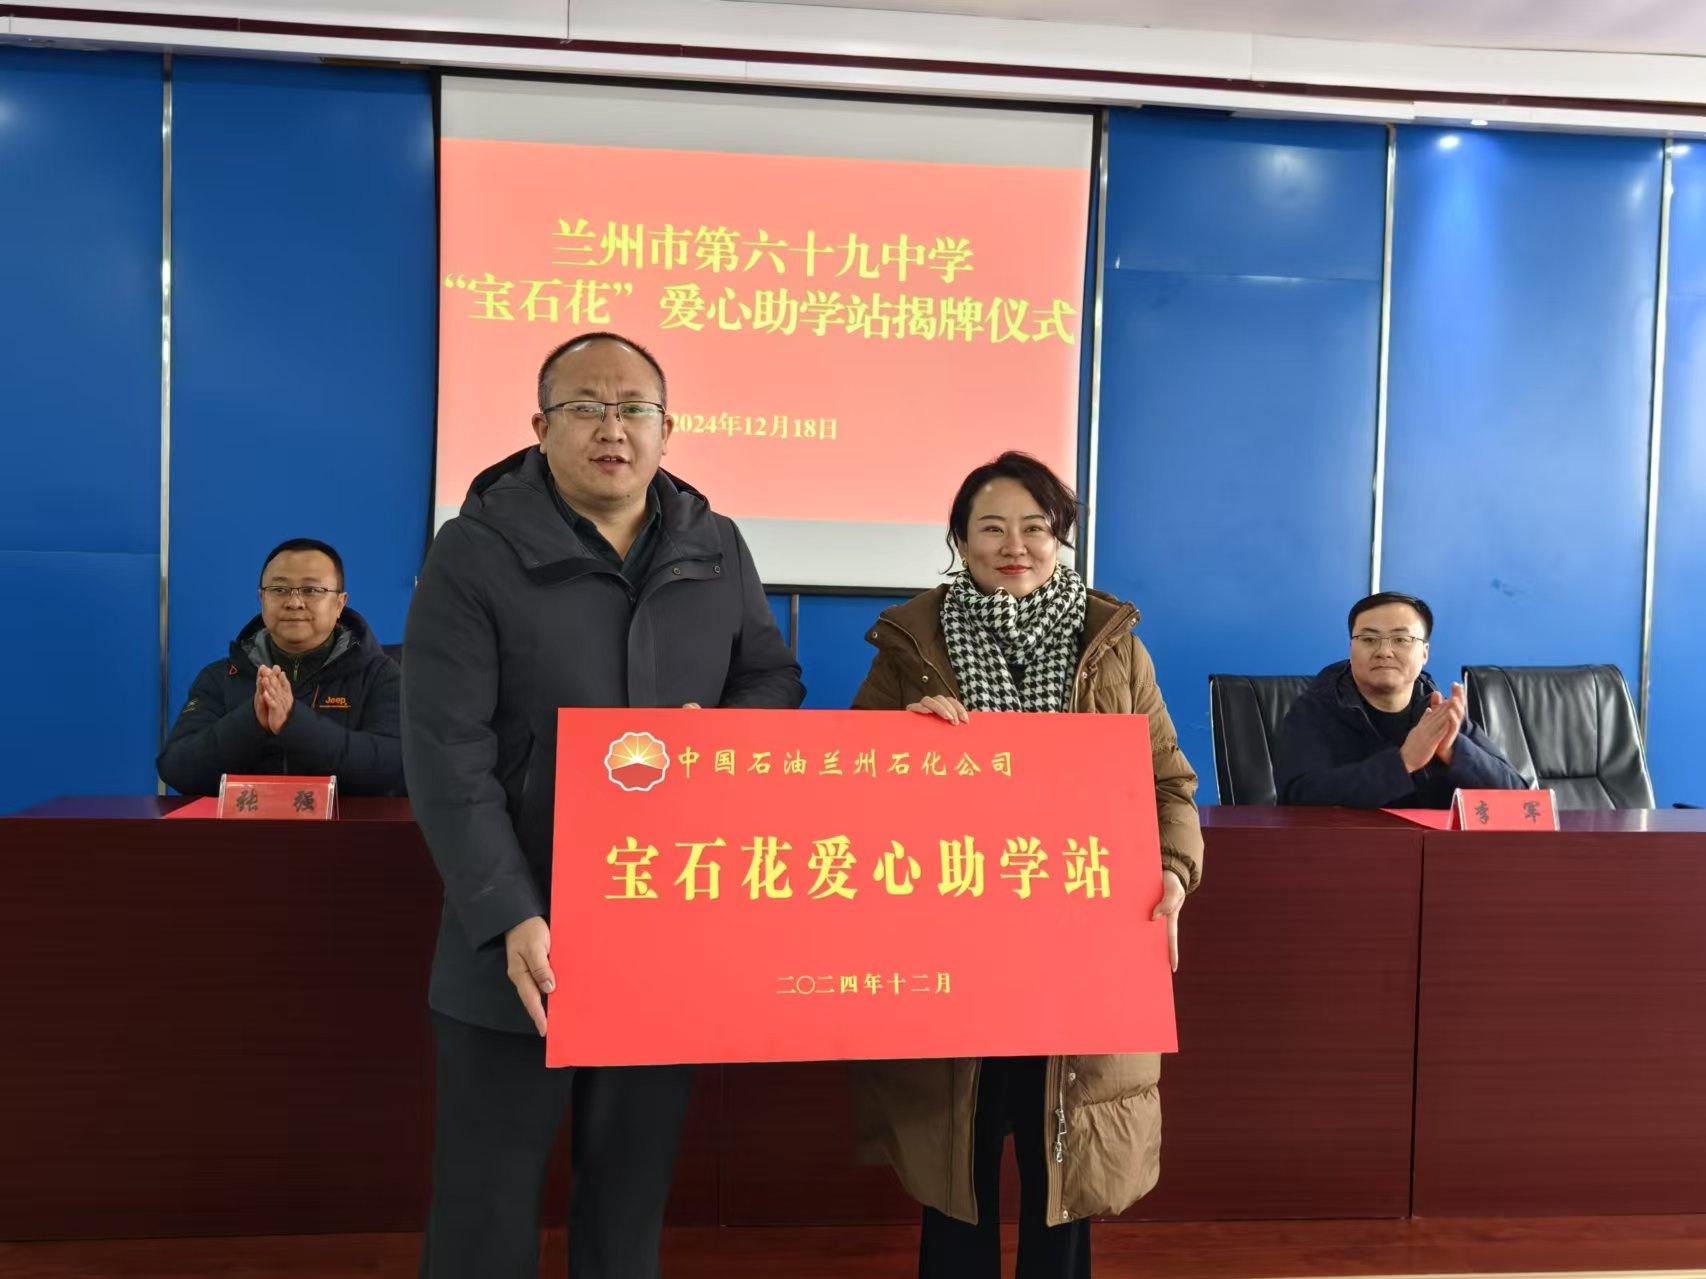 兰州市第六十九中学
“宝石花”爱心助学站揭牌仪式
2024年12月18日
Jeep
张 强
李 军
中国石油兰州石化公司
宝石花爱心助学站
二〇二四年十二月